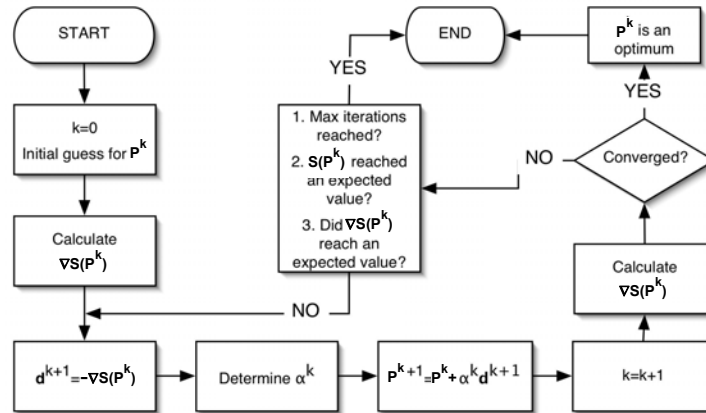 START
k=0
Initial guess for P^k
Calculate
∇S(P^k)
d^k+1=-∇S(P^k)
Determine α^k
P^k+1=P^k+α^k d^k+1
k=k+1
Calculate
∇S(P^k)
Converged?
YES
P^k is an
optimum
NO
1. Max iterations
reached?
2. S(P^k) reached
an expected
value?
3. Did ∇S(P^k)
reach an
expected value?
YES
NO
END